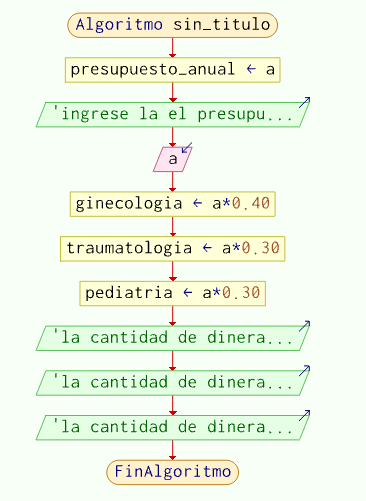 Algoritmo sin_titulo
presupuesto_anual ← a
'ingrese la el presupu...
a
ginecologia ← a*0.40
traumatologia ← a*0.30
pediatria ← a*0.30
'la cantidad de dinera...
'la cantidad de dinera...
'la cantidad de dinera...
FinAlgoritmo